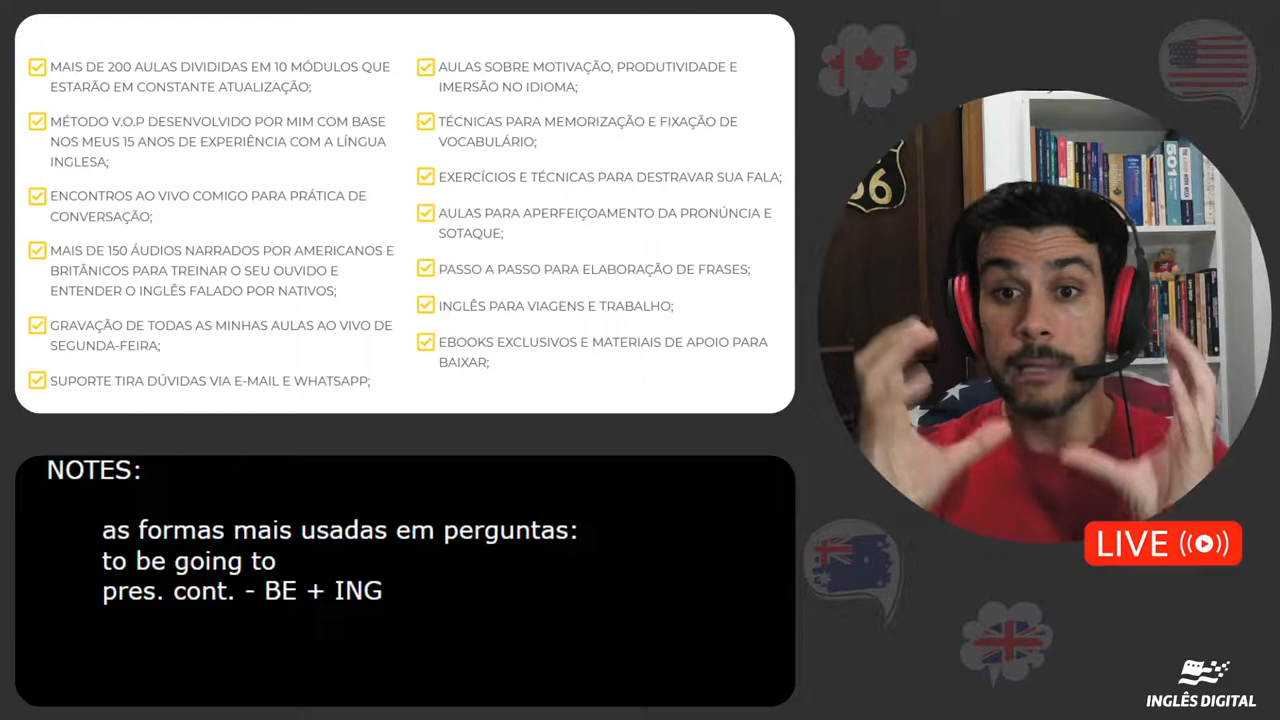 MAIS DE 200 AULAS DIVIDIDAS EM 10 MÓDULOS QUE
ESTARÃO EM CONSTANTE ATUALIZAÇÃO;
MÉTODO V.O.P DESENVOLVIDO POR MIM COM BASE
NOS MEUS 15 ANOS DE EXPERIÊNCIA COM A LÍNGUA
INGLESA;
ENCONTROS AO VIVO COMIGO PARA PRÁTICA DE
CONVERSAÇÃO;
MAIS DE 150 ÁUDIOS NARRADOS POR AMERICANOS E
BRITÂNICOS PARA TREINAR O SEU OUVIDO E
ENTENDER O INGLÊS FALADO POR NATIVOS;
GRAVAÇÃO DE TODAS AS MINHAS AULAS AO VIVO DE
SEGUNDA-FEIRA;
SUPORTE TIRA DÚVIDAS VIA E-MAIL E WHATSAPP;
AULAS SOBRE MOTIVAÇÃO, PRODUTIVIDADE E
IMERSÃO NO IDIOMA;
TÉCNICAS PARA MEMORIZAÇÃO E FIXAÇÃO DE
VOCABULÁRIO;
EXERCÍCIOS E TÉCNICAS PARA DESTRAVAR SUA FALA;
AULAS PARA APERFEIÇOAMENTO DA PRONÚNCIA E
SOTAQUE;
PASSO A PASSO PARA ELABORAÇÃO DE FRASES;
INGLÊS PARA VIAGENS E TRABALHO;
EBOOKS EXCLUSIVOS E MATERIAIS DE APOIO PARA
BAIXAR;
NOTES:
as formas mais usadas em perguntas:
to be going to
pres. cont. - BE + ING
66
501
LIVE
INGLÊS DIGITAL